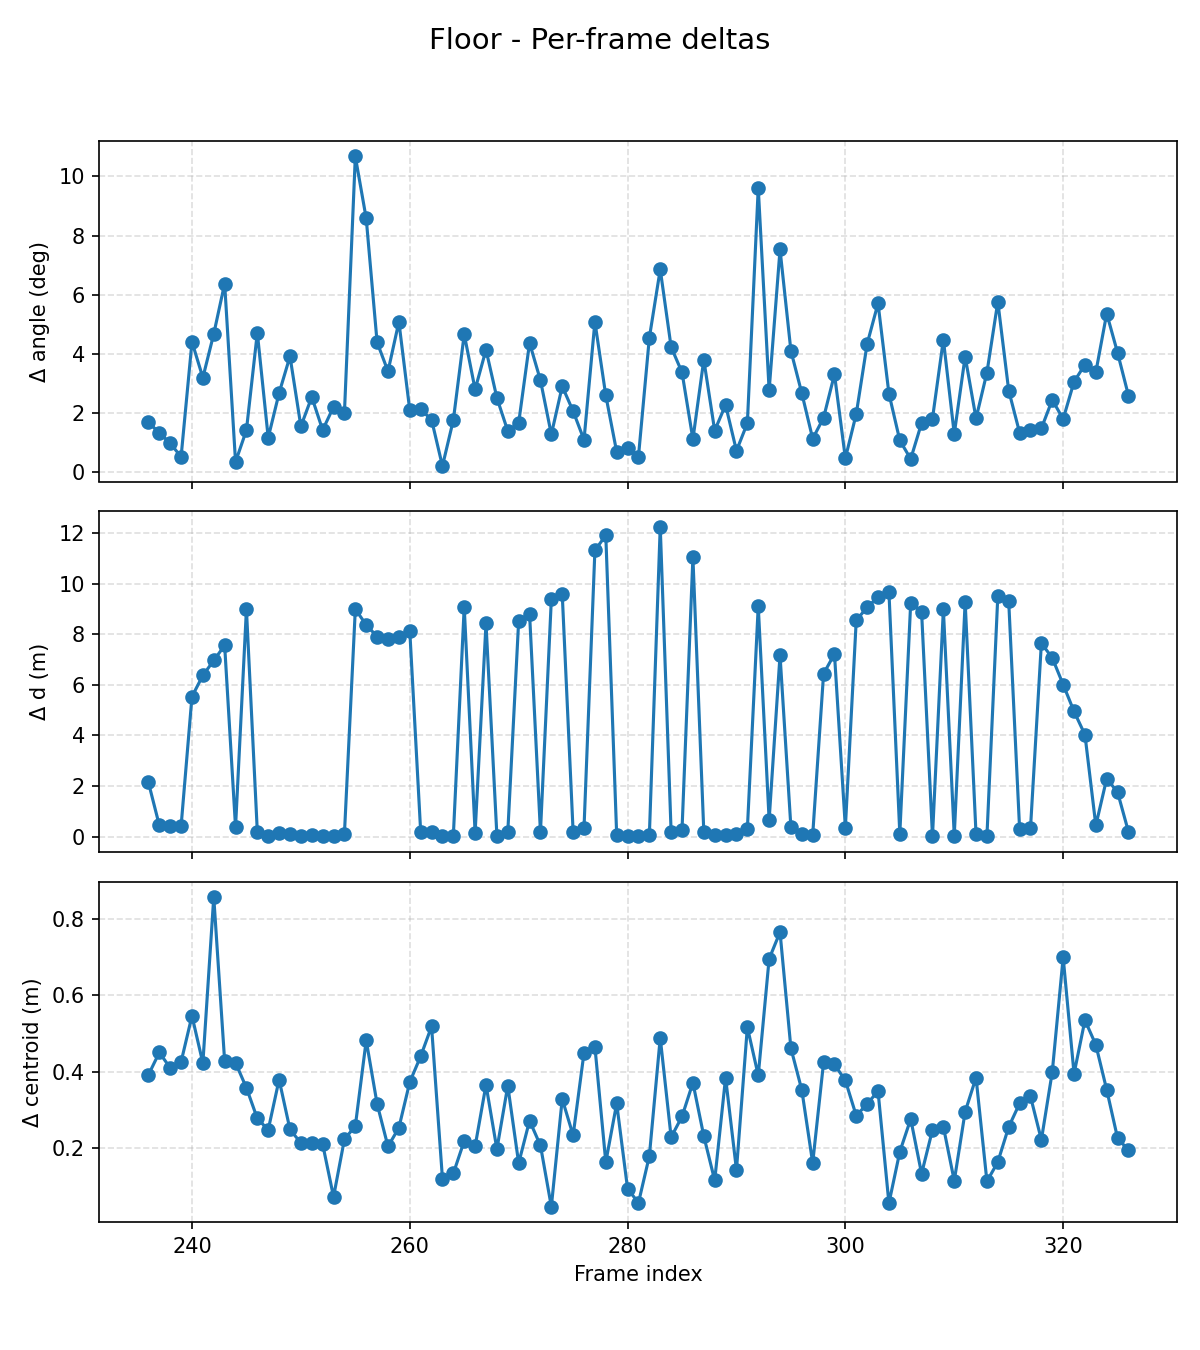 Floor - Per-frame deltas
Δ angle (deg)
10
8
6
4
2
0
Δ d (m)
12
10
8
6
4
2
0
Δ centroid (m)
0.8
0.6
0.4
0.2
240 260 280 300 320
Frame index